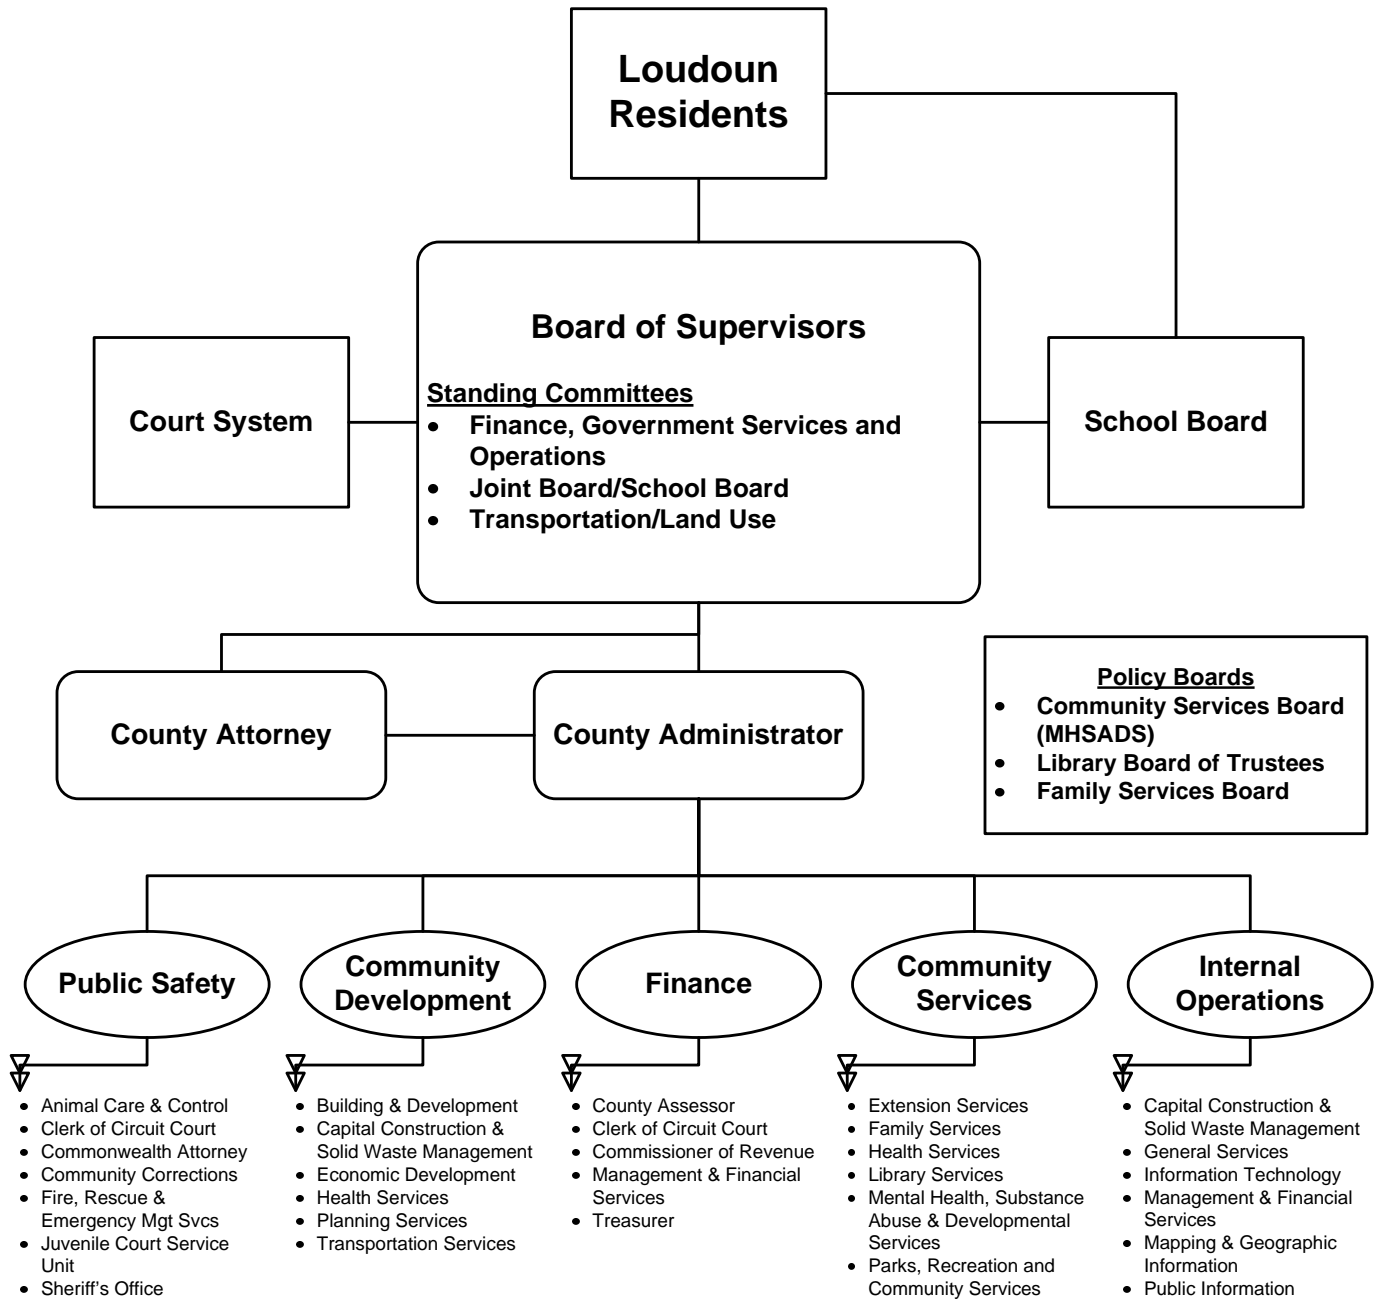 Loudoun
Residents
Board of Supervisors
Standing Committees
• Finance, Government Services and
Operations
• Joint Board/School Board
• Transportation/Land Use
Court System
School Board
County Attorney
County Administrator
Policy Boards
• Community Services Board
(MHSADS)
• Library Board of Trustees
• Family Services Board
Public Safety
Community
Development
Finance
Community
Services
Internal
Operations
• Animal Care & Control
• Clerk of Circuit Court
• Commonwealth Attorney
• Community Corrections
• Fire, Rescue &
Emergency Mgt Svcs
• Juvenile Court Service
Unit
• Sheriff's Office
• Building & Development
• Capital Construction &
Solid Waste Management
• Economic Development
• Health Services
• Planning Services
• Transportation Services
• County Assessor
• Clerk of Circuit Court
• Commissioner of Revenue
• Management & Financial
Services
• Treasurer
• Extension Services
• Family Services
• Health Services
• Library Services
• Mental Health, Substance
Abuse & Developmental
Services
• Parks, Recreation and
Community Services
• Capital Construction &
Solid Waste Management
• General Services
• Information Technology
• Management & Financial
Services
• Mapping & Geographic
Information
• Public Information